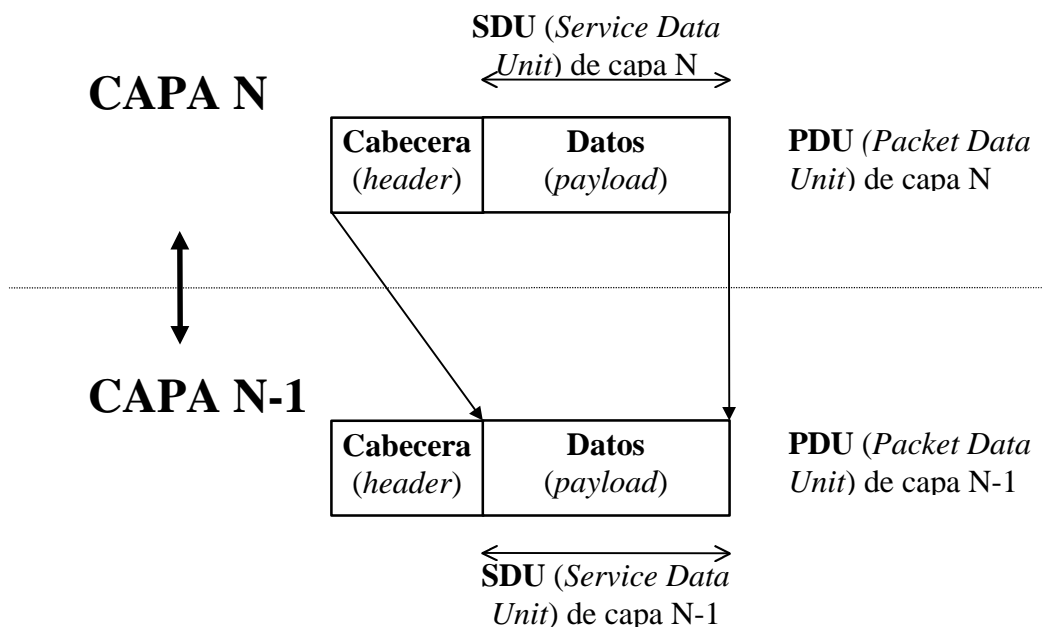 SDU (Service Data
Unit) de capa N
CAPA N
Cabecera
(header)
Datos
(payload)
PDU (Packet Data
Unit) de capa N
CAPA N-1
Cabecera
(header)
Datos
(payload)
PDU (Packet Data
Unit) de capa N-1
SDU (Service Data
Unit) de capa N-1